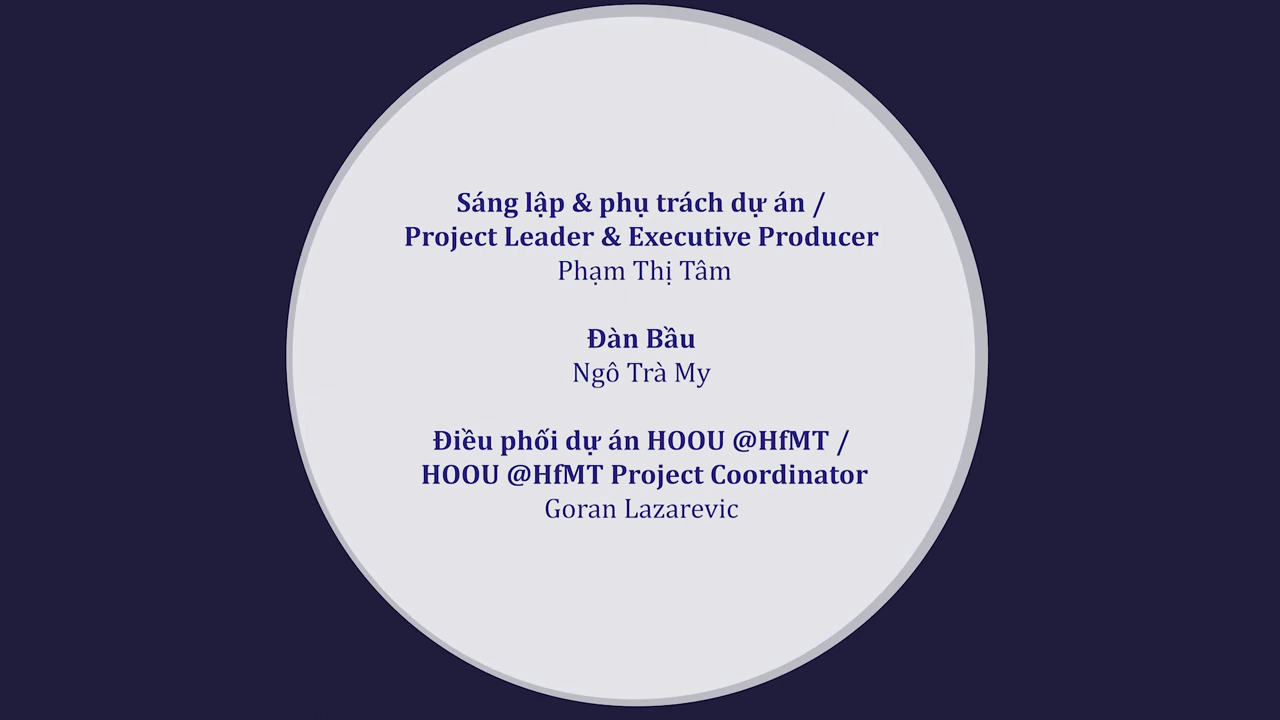 Sáng lập & phụ trách dự án /
Project Leader & Executive Producer
Phạm Thị Tâm
Đàn Bầu
Ngô Trà My
Điều phối dự án HOOU @HfMT /
HOOU @HfMT Project Coordinator
Goran Lazarevic